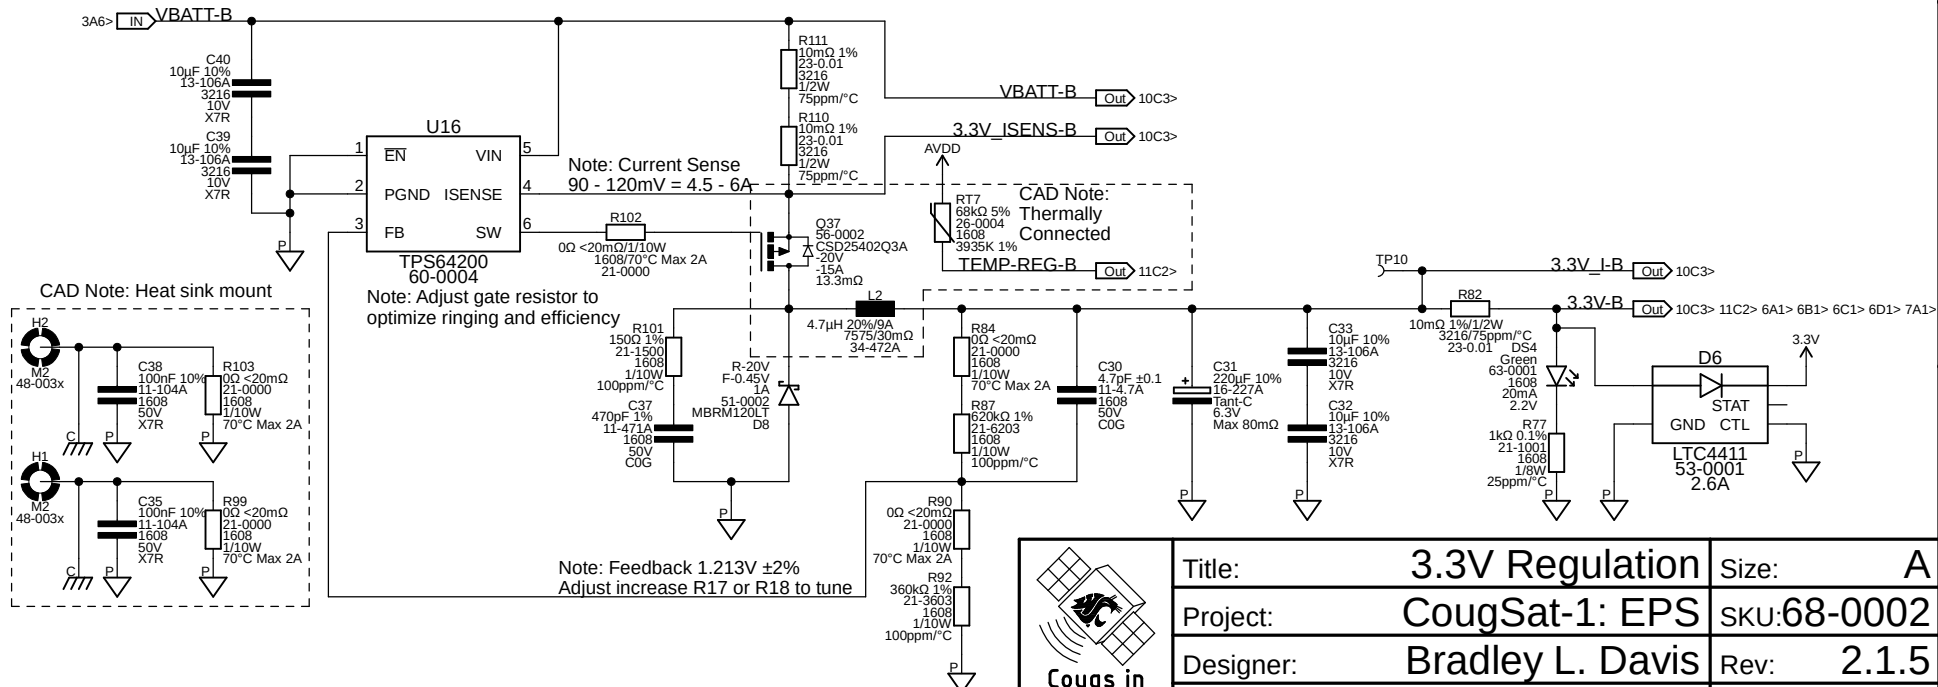 3A6> IN VBATT-B
C40
10µF 10%
13-106A
3216
10V
X7R
C39
10µF 10%
13-106A
3216
10V
X7R
P
U16
1 EN VIN 5
2 PGND ISENSE 4
3 FB SW 6
TPS64200
60-0004
Note: Adjust gate resistor to
optimize ringing and efficiency
R102
0Ω <20mΩ/1/10W
1608/70°C Max 2A
21-0000
Note: Current Sense
90 - 120mV = 4.5 - 6A
R111
10mΩ 1%
23-0.01
3216
1/2W
75ppm/°C
R110
10mΩ 1%
23-0.01
3216
1/2W
75ppm/°C
VBATT-B Out 10C3>
3.3V_ISENS-B Out 10C3>
AVDD
RT7
68kΩ 5%
26-0004
1608
3935K 1%
CAD Note:
Thermally
Connected
TEMP-REG-B Out 11C2>
Q37
56-0002
CSD25402Q3A
-20V
-15A
13.3mΩ
L2
4.7µH 20%/9A
7575/30mΩ
34-472A
R101
150Ω 1%
21-1500
1608
1/10W
100ppm/°C
C37
470pF 1%
11-471A
1608
50V
C0G
R-20V
F-0.45V
1A
51-0002
MBRM120LT
D8
P
R84
0Ω <20mΩ
21-0000
1608
1/10W
70°C Max 2A
R87
620kΩ 1%
21-6203
1608
1/10W
100ppm/°C
C30
4.7pF ±0.1
11-4.7A
1608
50V
C0G
C31
220µF 10%
16-227A
Tant-C
6.3V
Max 80mΩ
+
P
C33
10µF 10%
13-106A
3216
10V
X7R
C32
10µF 10%
13-106A
3216
10V
X7R
P
TP10
3.3V_I-B Out 10C3>
R82
10mΩ 1%/1/2W
3216/75ppm/°C
23-0.01
3.3V-B Out 10C3> 11C2> 6A1> 6B1> 6C1> 6D1> 7A1>
DS4
Green
63-0001
1608
20mA
2.2V
R77
1kΩ 0.1%
21-1001
1608
1/8W
25ppm/°C
P
D6
3.3V
STAT
GND CTL
LTC4411
53-0001
2.6A
P
P
CAD Note: Heat sink mount
H2
M2
48-003x
C38
100nF 10%
11-104A
1608
50V
X7R
R103
0Ω <20mΩ
21-0000
1608
1/10W
70°C Max 2A
C P P
H1
M2
48-003x
C35
100nF 10%
11-104A
1608
50V
X7R
R99
0Ω <20mΩ
21-0000
1608
1/10W
70°C Max 2A
C P P
Note: Feedback 1.213V ±2%
Adjust increase R17 or R18 to tune
R90
0Ω <20mΩ
21-0000
1608
1/10W
70°C Max 2A
R92
360kΩ 1%
21-3603
1608
1/10W
100ppm/°C
P
Cougs in
Title: 3.3V Regulation Size: A
Project: CougSat-1: EPS SKU:68-0002
Designer: Bradley L. Davis Rev: 2.1.5